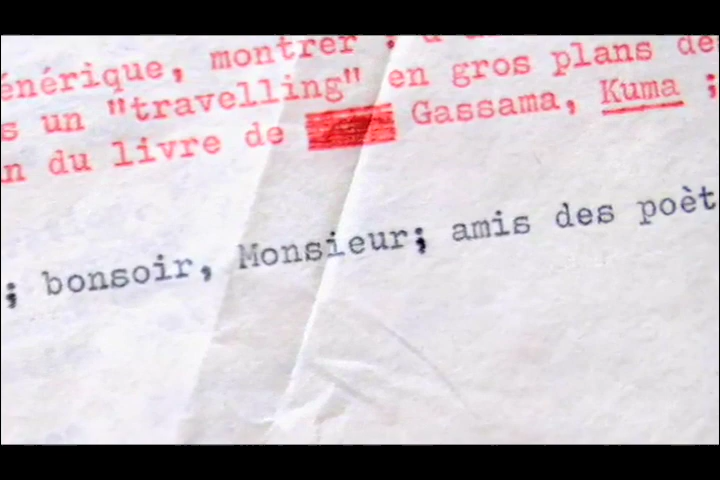 énérique, montrer :
s un "travelling" en gros plans de
n du livre de Gassama, Kuma ;
; bonsoir, Monsieur; amis des poèt